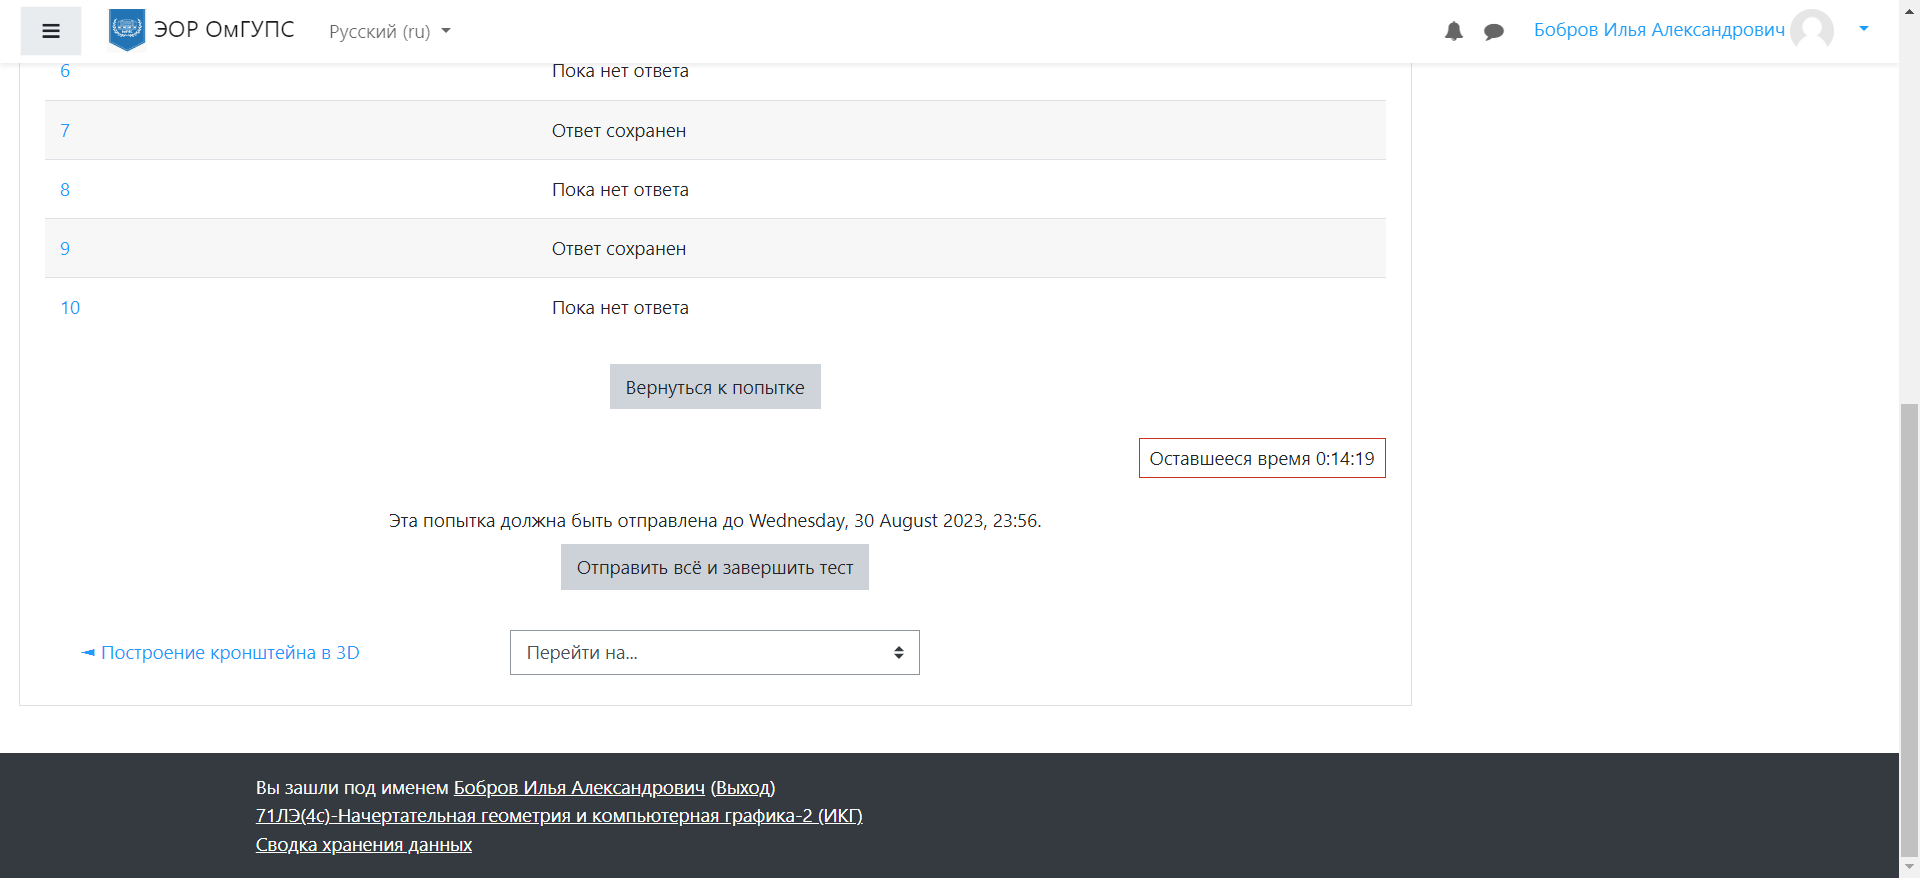 ЭОР ОмГУПС
Русский (ru)
Бобров Илья Александрович
6 Пока нет ответа
7 Ответ сохранен
8 Пока нет ответа
9 Ответ сохранен
10 Пока нет ответа
Вернуться к попытке
Оставшееся время 0:14:19
Эта попытка должна быть отправлена до Wednesday, 30 August 2023, 23:56.
Отправить всё и завершить тест
◄ Построение кронштейна в 3D
Перейти на...
Вы зашли под именем Бобров Илья Александрович (Выход)
71ЛЭ(4с)-Начертательная геометрия и компьютерная графика-2 (ИКГ)
Сводка хранения данных